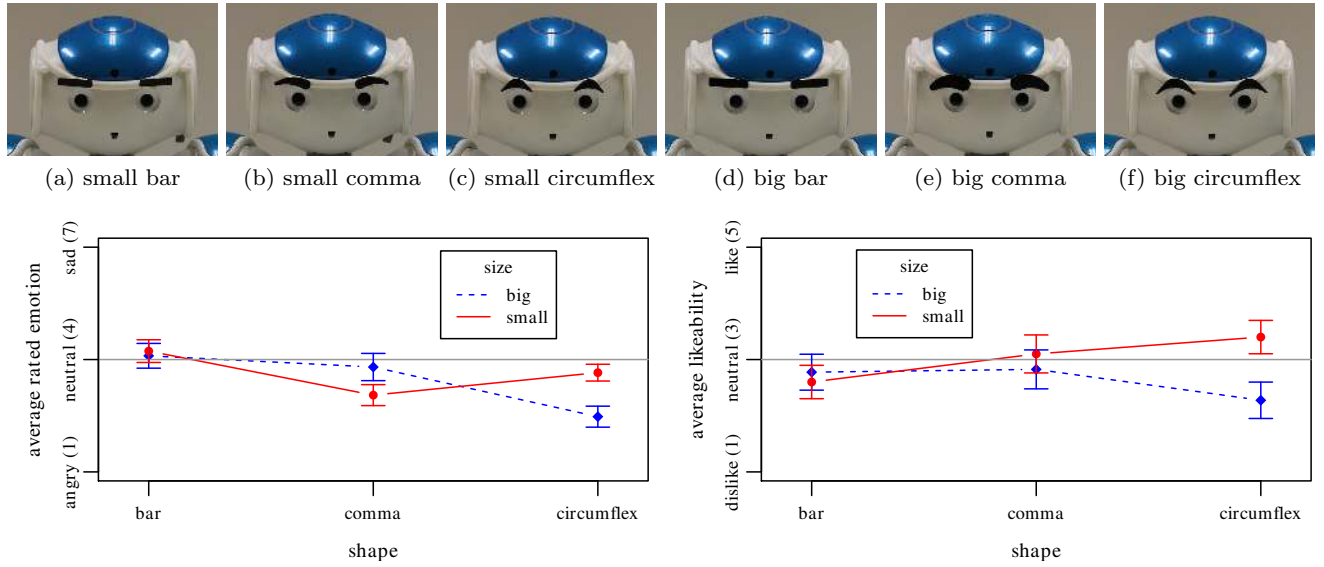 (a) small bar
(b) small comma
(c) small circumflex
(d) big bar
(e) big comma
(f) big circumflex
average rated emotion
sad (7)
neutral (4)
angry (1)
size
big
small
bar
comma
circumflex
shape
average likeability
like (5)
neutral (3)
dislike (1)
size
big
small
bar
comma
circumflex
shape